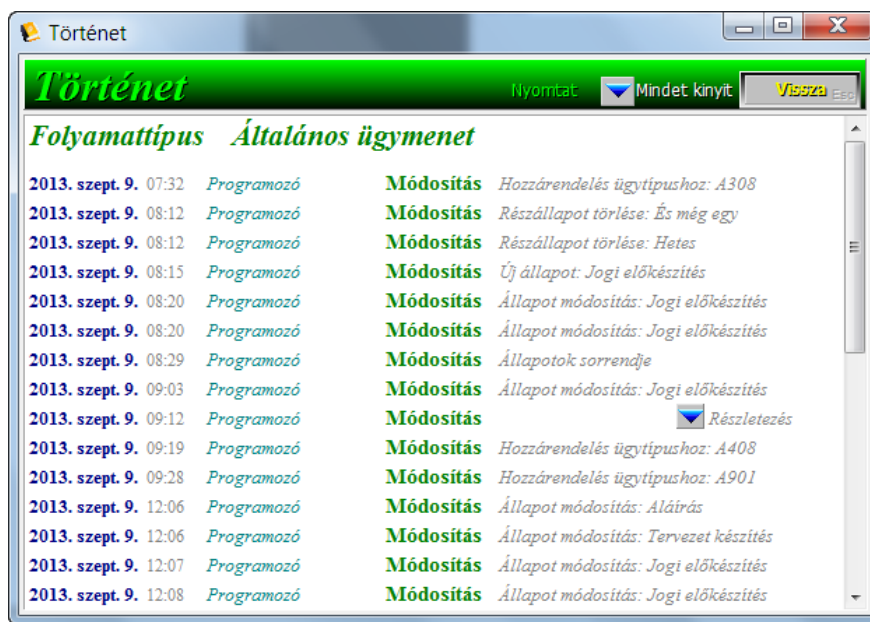 Történet
Történet Nyomtat Mindet kinyit Vissza Esc
Folyamattípus Általános ügymenet
2013. szept. 9. 07:32 Programozó Módosítás Hozzárendelés ügytípushoz: A308
2013. szept. 9. 08:12 Programozó Módosítás Részállapot törlése: És még egy
2013. szept. 9. 08:12 Programozó Módosítás Részállapot törlése: Hetes
2013. szept. 9. 08:15 Programozó Módosítás Új állapot: Jogi előkészítés
2013. szept. 9. 08:20 Programozó Módosítás Állapot módosítás: Jogi előkészítés
2013. szept. 9. 08:20 Programozó Módosítás Állapot módosítás: Jogi előkészítés
2013. szept. 9. 08:29 Programozó Módosítás Állapotok sorrendje
2013. szept. 9. 09:03 Programozó Módosítás Állapot módosítás: Jogi előkészítés
2013. szept. 9. 09:12 Programozó Módosítás Részletezés
2013. szept. 9. 09:19 Programozó Módosítás Hozzárendelés ügytípushoz: A408
2013. szept. 9. 09:28 Programozó Módosítás Hozzárendelés ügytípushoz: A901
2013. szept. 9. 12:06 Programozó Módosítás Állapot módosítás: Aláírás
2013. szept. 9. 12:06 Programozó Módosítás Állapot módosítás: Tervezet készítés
2013. szept. 9. 12:07 Programozó Módosítás Állapot módosítás: Jogi előkészítés
2013. szept. 9. 12:08 Programozó Módosítás Állapot módosítás: Jogi előkészítés